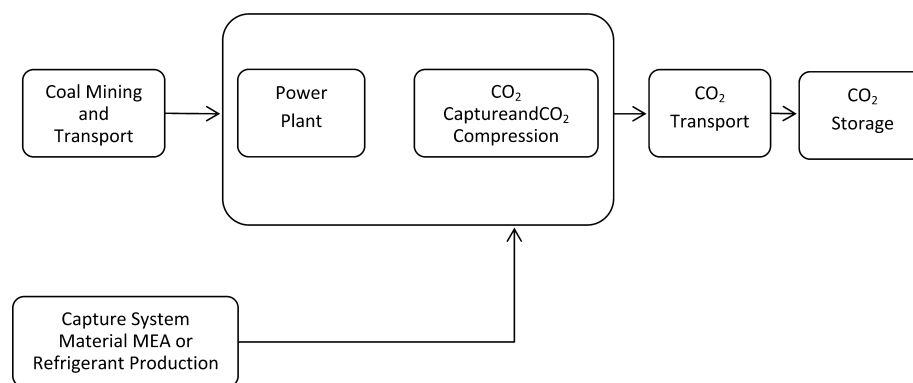 Coal Mining
and
Transport
Power
Plant
CO₂
CaptureandCO₂
Compression
CO₂
Transport
CO₂
Storage
Capture System
Material MEA or
Refrigerant Production